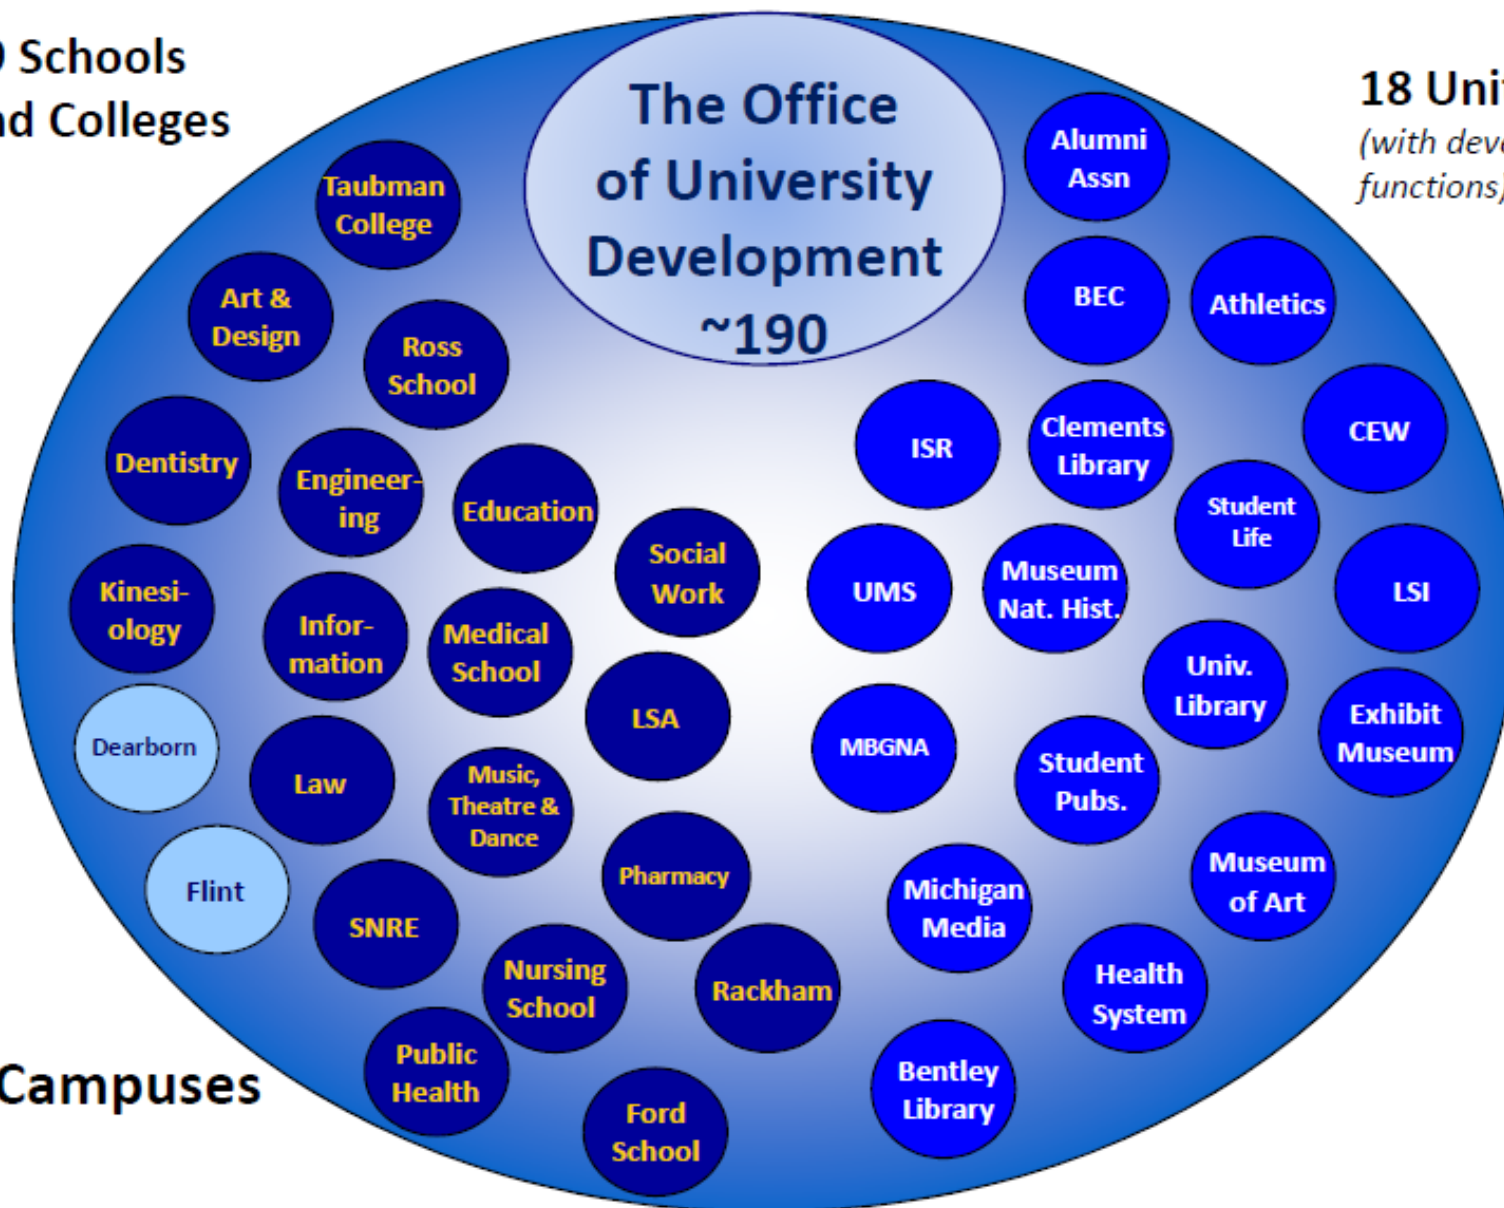 Schools
and Colleges
The Office
of University
Development
~190
18
(with
functions)
Alumni
Assn
Taubman
College
BEC
Athletics
Art &
Design
Ross
School
ISR
Clements
Library
CEW
Dentistry
Engineer-
ing
Education
Student
Life
Social
Work
UMS
Museum
Nat. Hist.
LSI
Kinesi-
ology
Infor-
mation
Medical
School
Univ.
Library
LSA
MBGNA
Exhibit
Museum
Dearborn
Law
Music,
Theatre &
Dance
Student
Pubs.
Pharmacy
Museum
of Art
Flint
Michigan
Media
SNRE
Nursing
School
Rackham
Health
System
Public
Health
Bentley
Library
Campuses
Ford
School